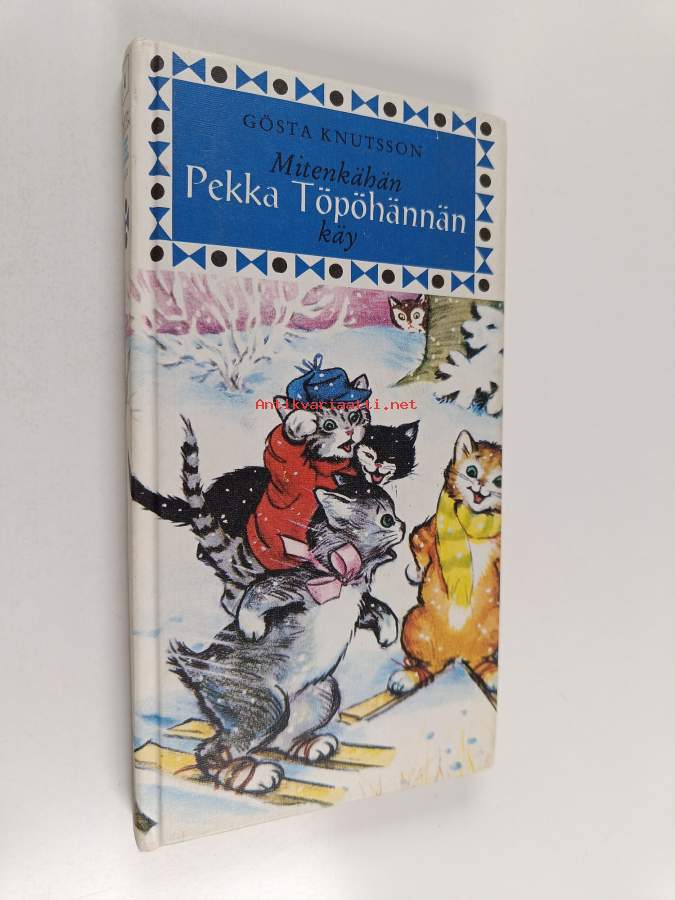 GÖSTA KNUTSSON
Mitenkähän
Pekka Töpöhännän
käy
Antikvariaatti.net